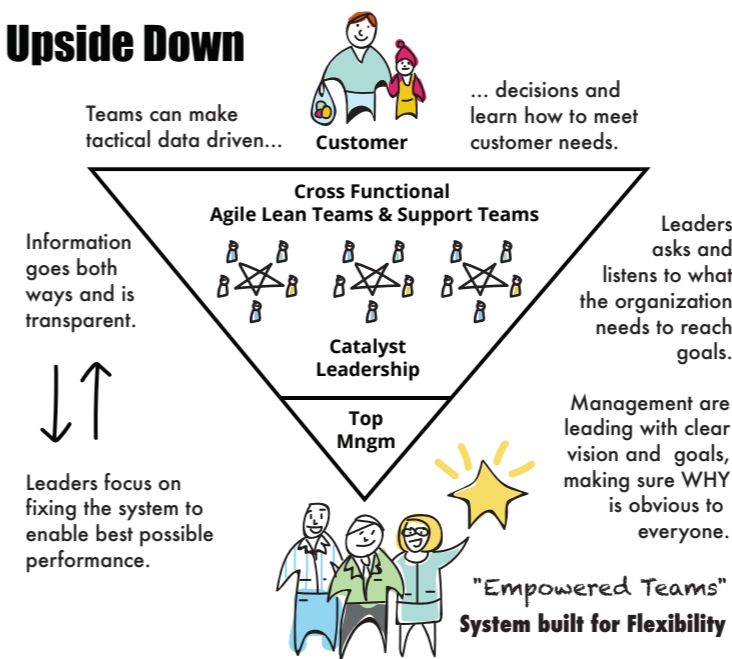 Upside Down
Teams can make
tactical data driven...
Customer
... decisions and
learn how to meet
customer needs.
Cross Functional
Agile Lean Teams & Support Teams
Information
goes both
ways and is
transparent.
Leaders
asks and
listens to what
the organization
needs to reach
goals.
Catalyst
Leadership
Top
Mngm
Management are
leading with clear
vision and goals,
making sure WHY
is obvious to
everyone.
Leaders focus on
fixing the system to
enable best possible
performance.
"Empowered Teams"
System built for Flexibility